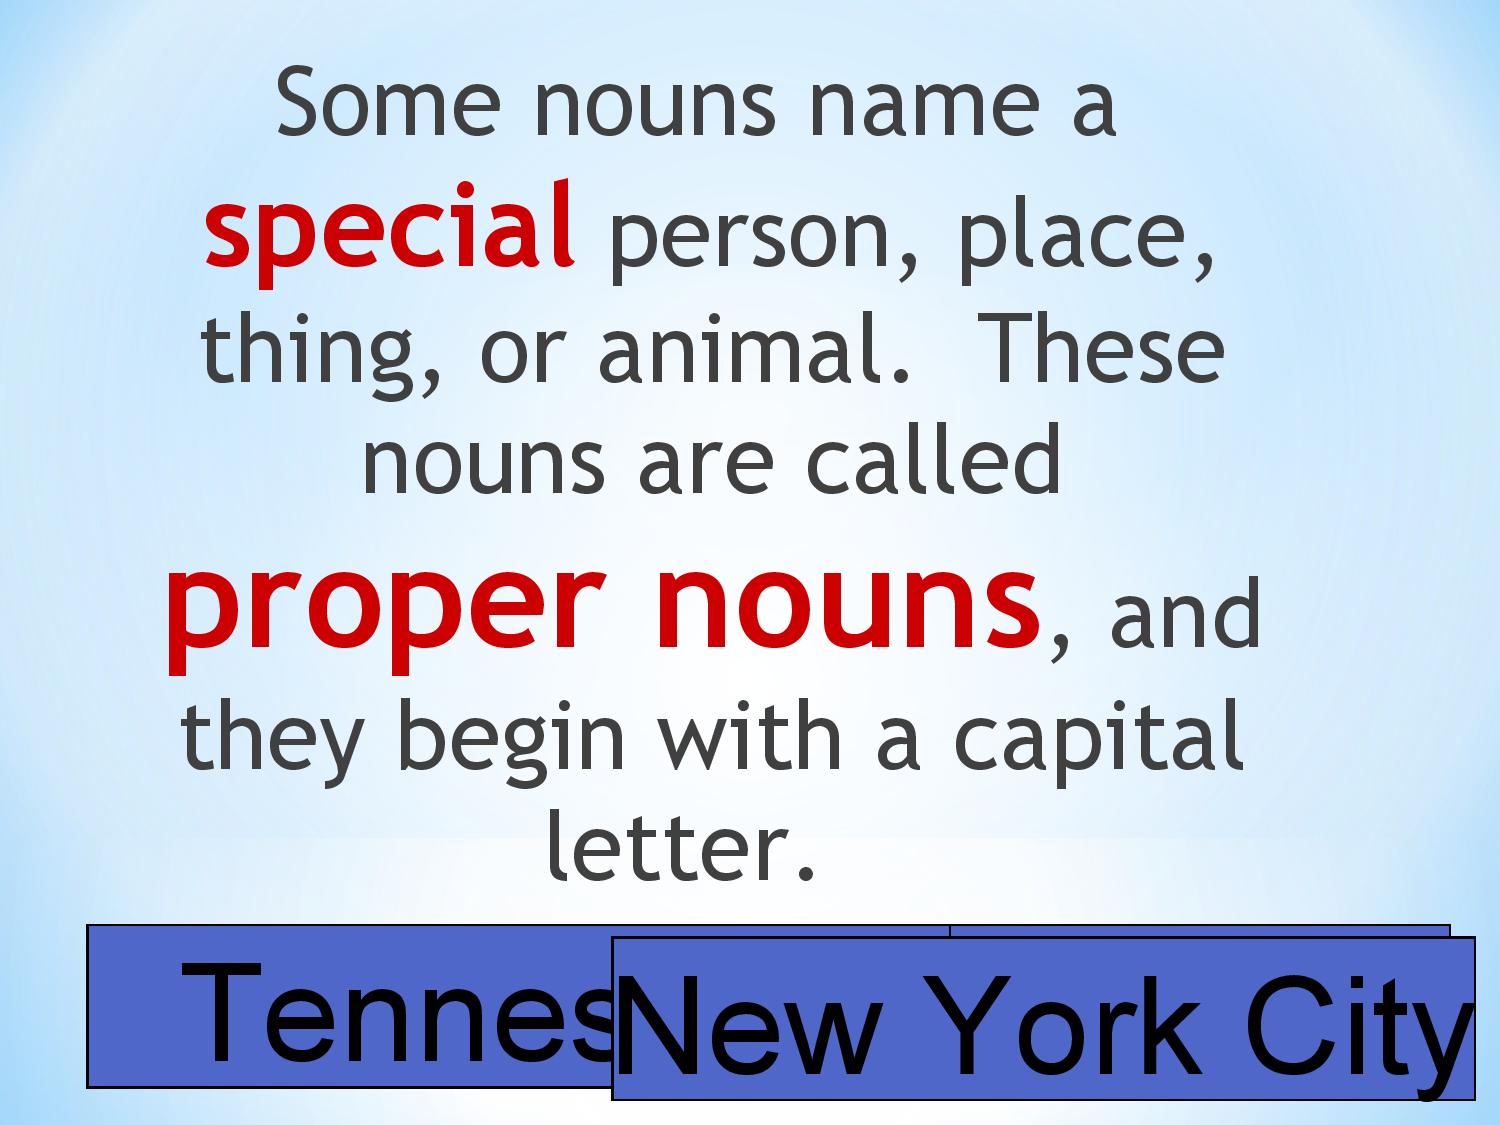 Some nouns name a
special person, place,
thing, or animal.  These
nouns are called
proper nouns, and
they begin with a capital
letter.
New York City